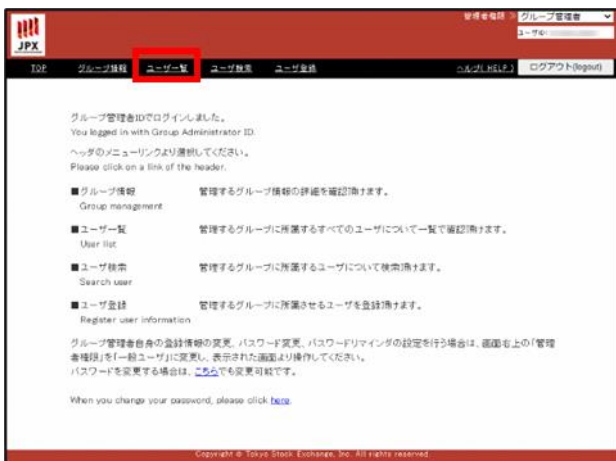 管理者権限 ≫ グループ管理者
ユーザID:
JPX
TOP グループ情報 ユーザ一覧 ユーザ検索 ユーザ登録 ヘルプ( HELP ) ログアウト(logout)
グループ管理者IDでログインしました。
You logged in with Group Administrator ID.
ヘッダのメニューリンクより選択してください。
Please click on a link of the header.
■グループ情報 管理するグループ情報の詳細を確認頂けます。
Group management
■ユーザ一覧 管理するグループに所属するすべてのユーザについて一覧で確認頂けます。
User list
■ユーザ検索 管理するグループに所属するユーザについて検索頂けます。
Search user
■ユーザ登録 管理するグループに所属させるユーザを登録頂けます。
Register user information
グループ管理者自身の登録情報の変更、パスワード変更、パスワードリマインダの設定を行う場合は、画面右上の「管理
者権限」を「一般ユーザ」に変更し、表示された画面より操作してください。
パスワードを変更する場合は、こちらでも変更可能です。
When you change your password, please click here.
Copyright © Tokyo Stock Exchange, Inc. All rights reserved.